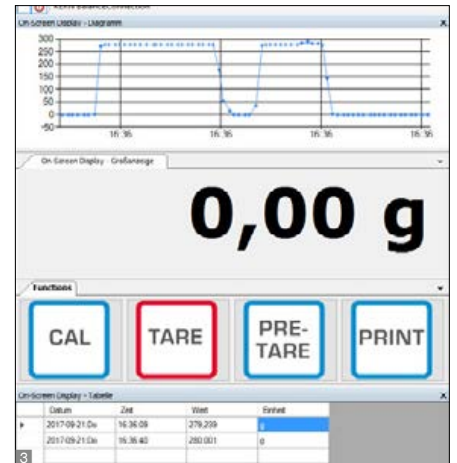 KERN BalanceConnection
On-Screen Display - Diagramm x
300
250
200
150
100
50
0
-50
16:36 16:36 16:36 16:36
On-Screen Display - Großanzeige
0,00 g
Functions
CAL TARE PRE-TARE PRINT
On-Screen Display - Tabelle x
Datum Zeit Wert Einheit
2017-09-21.Do 16:36:09 279,239 g
2017-09-21.Do 16:36:40 280.001 g
3